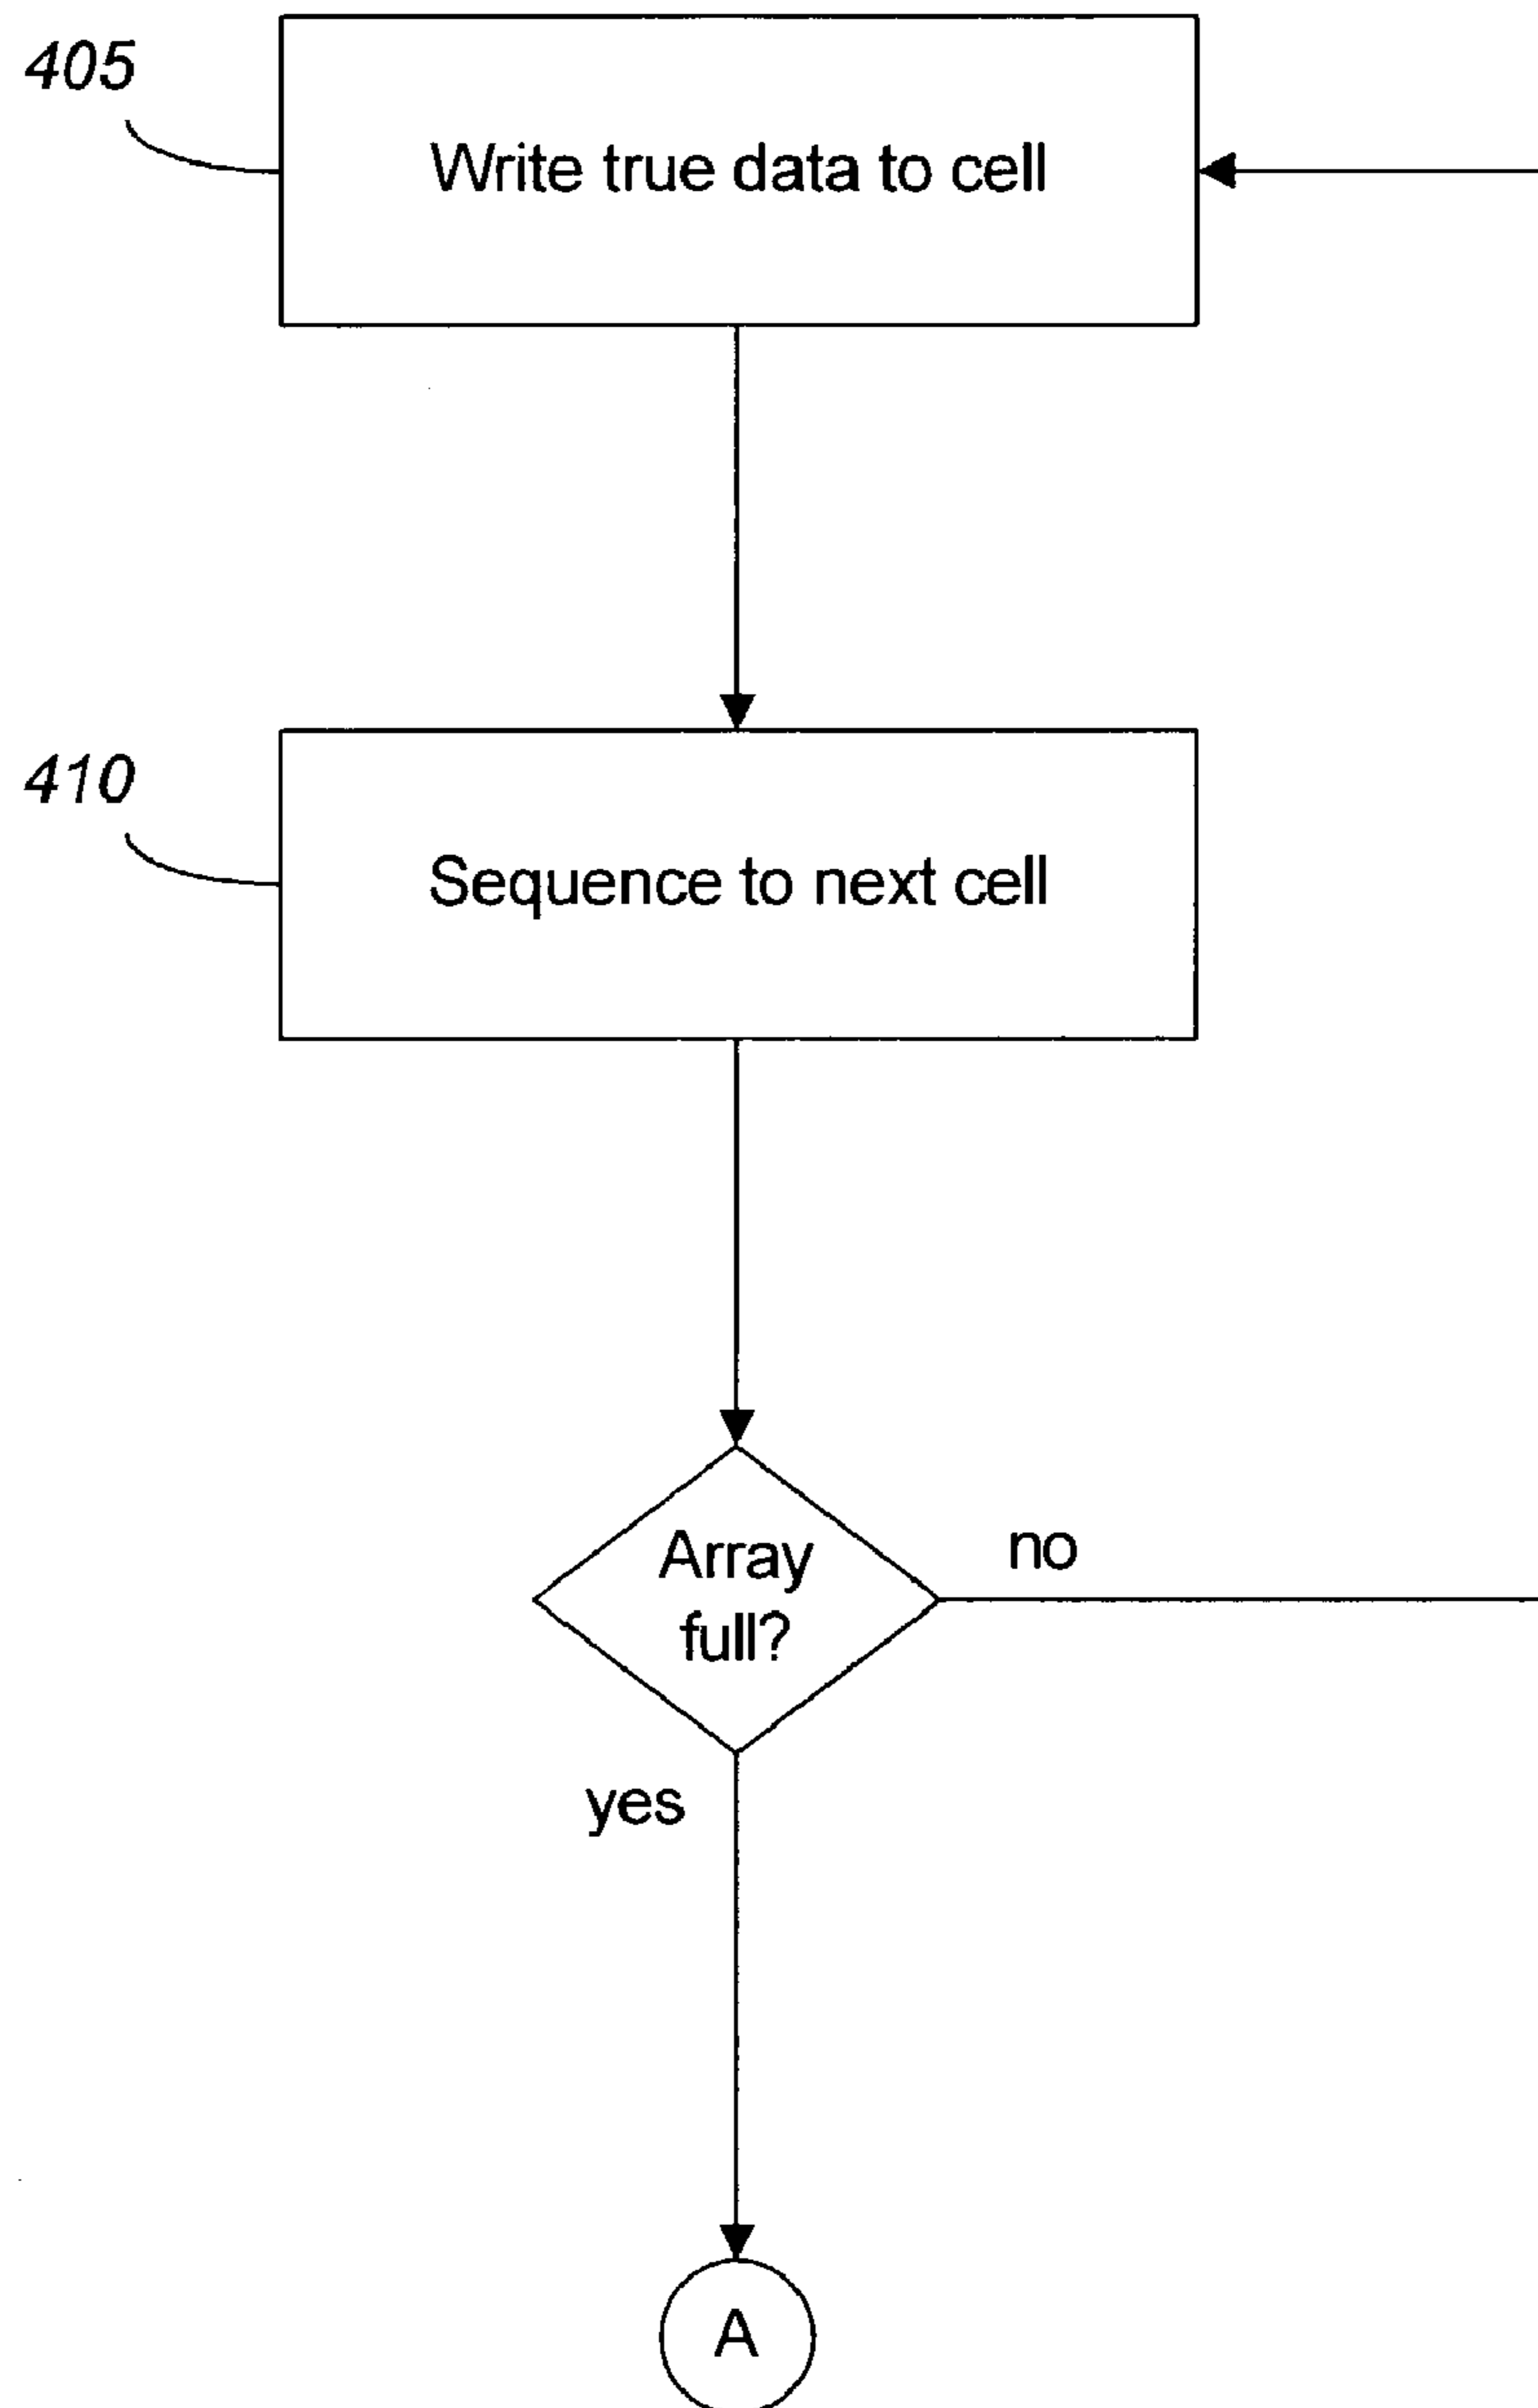 405
Write true data to cell
410
Sequence to next cell
Array
full?
no
yes
A